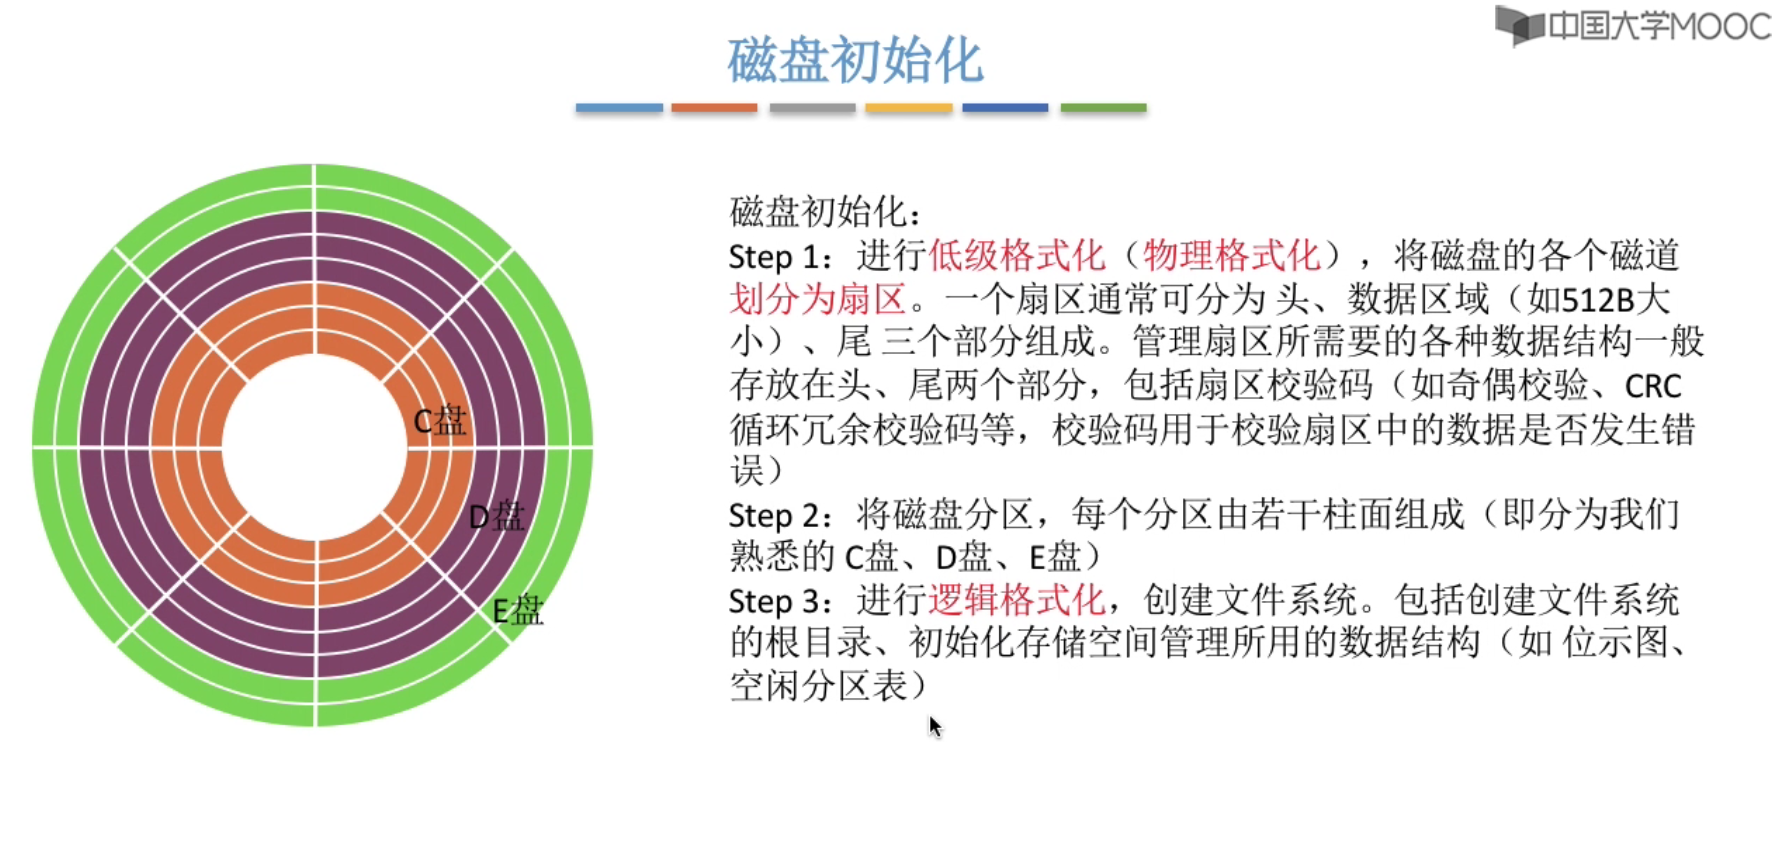 中国大学MOOC
磁盘初始化
磁盘初始化：
Step 1：进行低级格式化（物理格式化），将磁盘的各个磁道
划分为扇区。一个扇区通常可分为 头、数据区域（如512B大
小）、尾 三个部分组成。管理扇区所需要的各种数据结构一般
存放在头、尾两个部分，包括扇区校验码（如奇偶校验、CRC
循环冗余校验码等，校验码用于校验扇区中的数据是否发生错
误）
Step 2：将磁盘分区，每个分区由若干柱面组成（即分为我们
熟悉的 C盘、D盘、E盘）
Step 3：进行逻辑格式化，创建文件系统。包括创建文件系统
的根目录、初始化存储空间管理所用的数据结构（如 位示图、
空闲分区表）
C盘
D盘
E盘